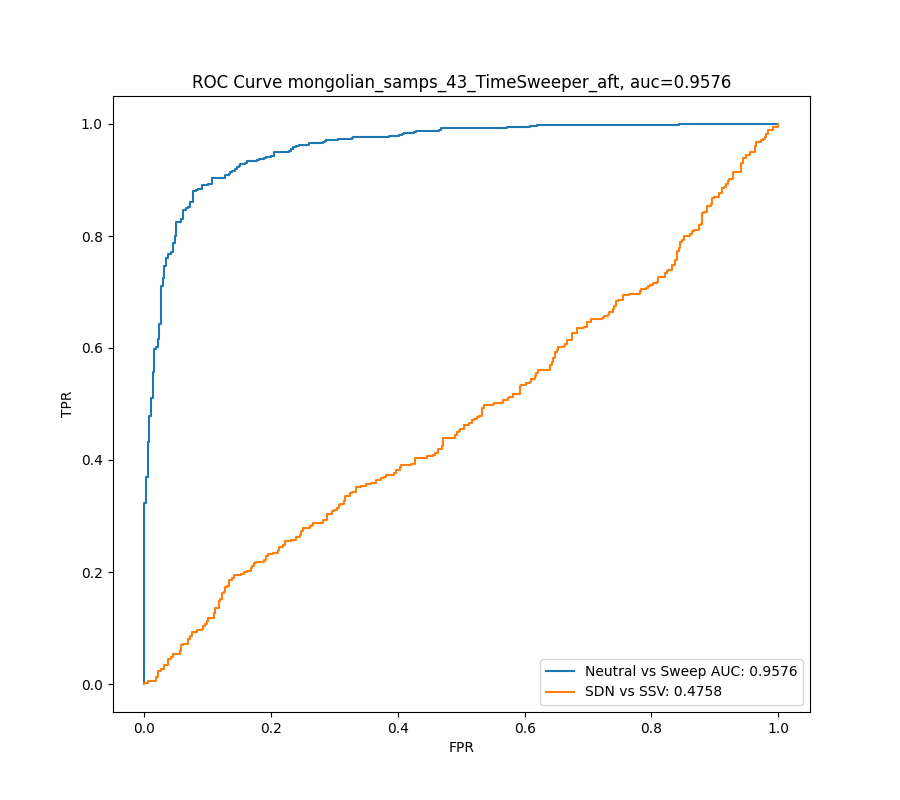 ROC Curve mongolian_samps_43_TimeSweeper_aft, auc=0.9576
1.0
0.8
0.6
0.4
0.2
0.0
TPR
0.0 0.2 0.4 0.6 0.8 1.0
FPR
Neutral vs Sweep AUC: 0.9576
SDN vs SSV: 0.4758